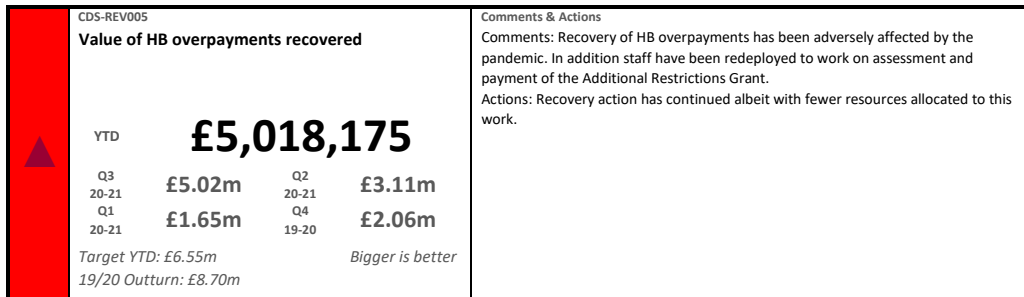 CDS-REV005
Value of HB overpayments recovered
YTD £5,018,175
Q3 20-21 £5.02m Q2 20-21 £3.11m
Q1 20-21 £1.65m Q4 19-20 £2.06m
Target YTD: £6.55m Bigger is better
19/20 Outturn: £8.70m
Comments & Actions
Comments: Recovery of HB overpayments has been adversely affected by the
pandemic. In addition staff have been redeployed to work on assessment and
payment of the Additional Restrictions Grant.
Actions: Recovery action has continued albeit with fewer resources allocated to this
work.